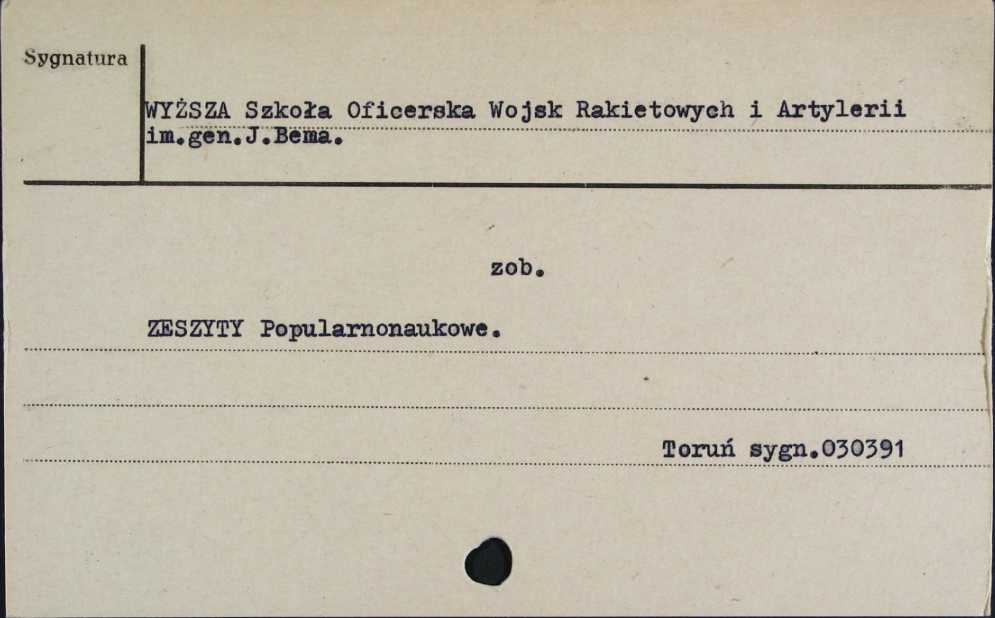 Sygnatura
WYŻSZA Szkoła Oficerska Wojsk Rakietowych i Artylerii
im.gen.J.Bema.
zob.
ZESZYTY Popularnonaukowe.
Toruń sygn.030391